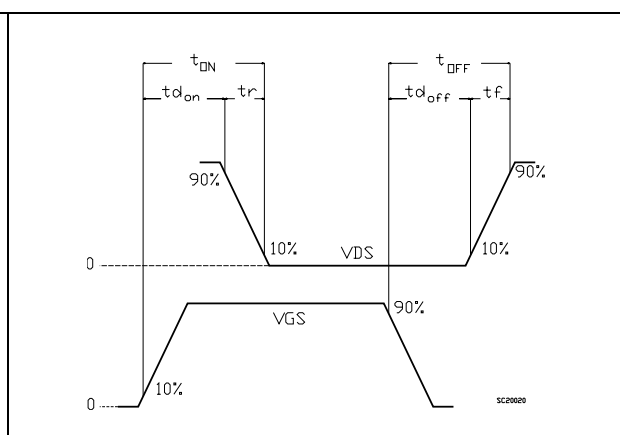 tON tOFF
tdon tr tdoff tf
90% 90%
10% 10%
0 VDS
90%
VGS
10%
0
SC20020